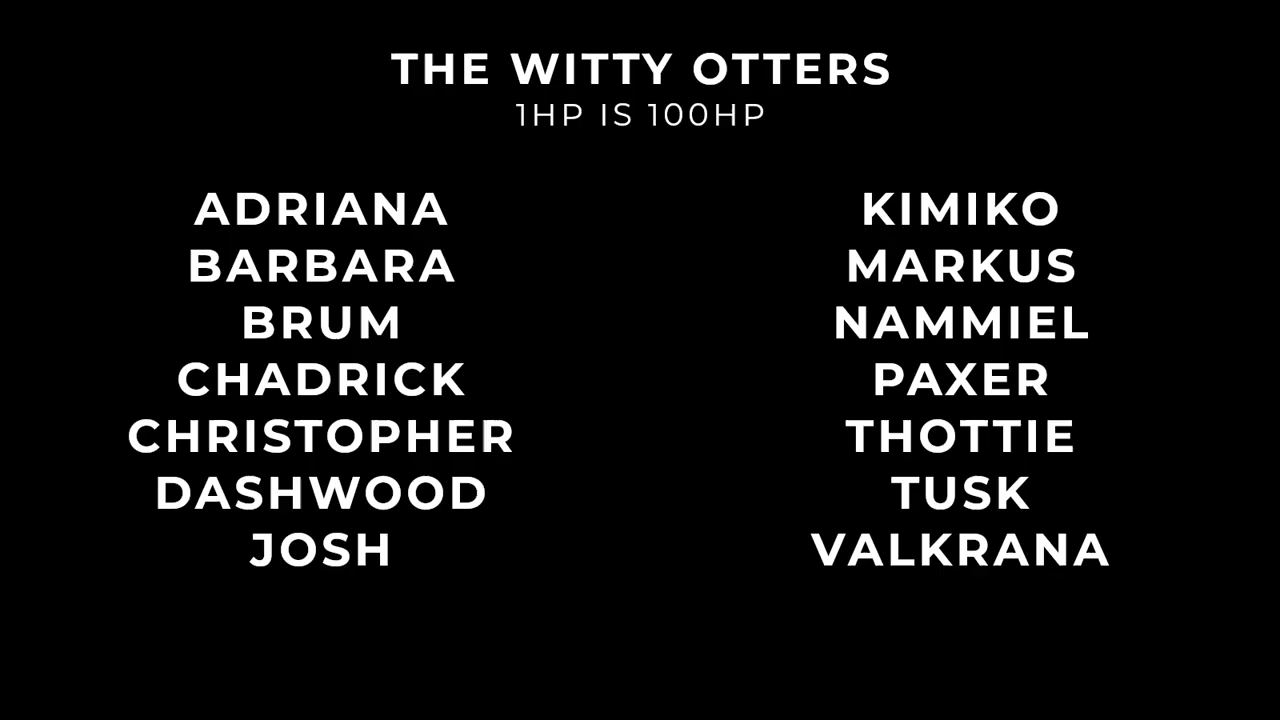 THE WITTY OTTERS
1HP IS 100HP
ADRIANA
BARBARA
BRUM
CHADRICK
CHRISTOPHER
DASHWOOD
JOSH
KIMIKO
MARKUS
NAMMIEL
PAXER
THOTTIE
TUSK
VALKRANA